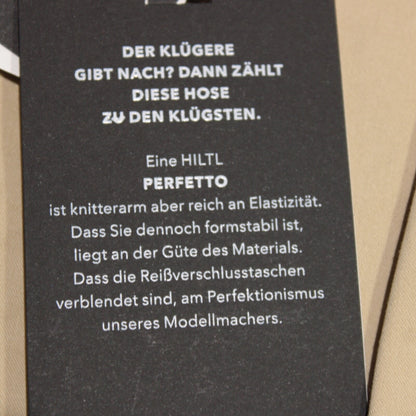 DER KLÜGERE
GIBT NACH? DANN ZÄHLT
DIESE HOSE
ZU DEN KLÜGSTEN.
Eine HILTL
PERFETTO
ist knitterarm aber reich an Elastizität.
Dass Sie dennoch formstabil ist,
liegt an der Güte des Materials.
Dass die Reißverschlusstaschen
verblendet sind, am Perfektionismus
unseres Modellmachers.